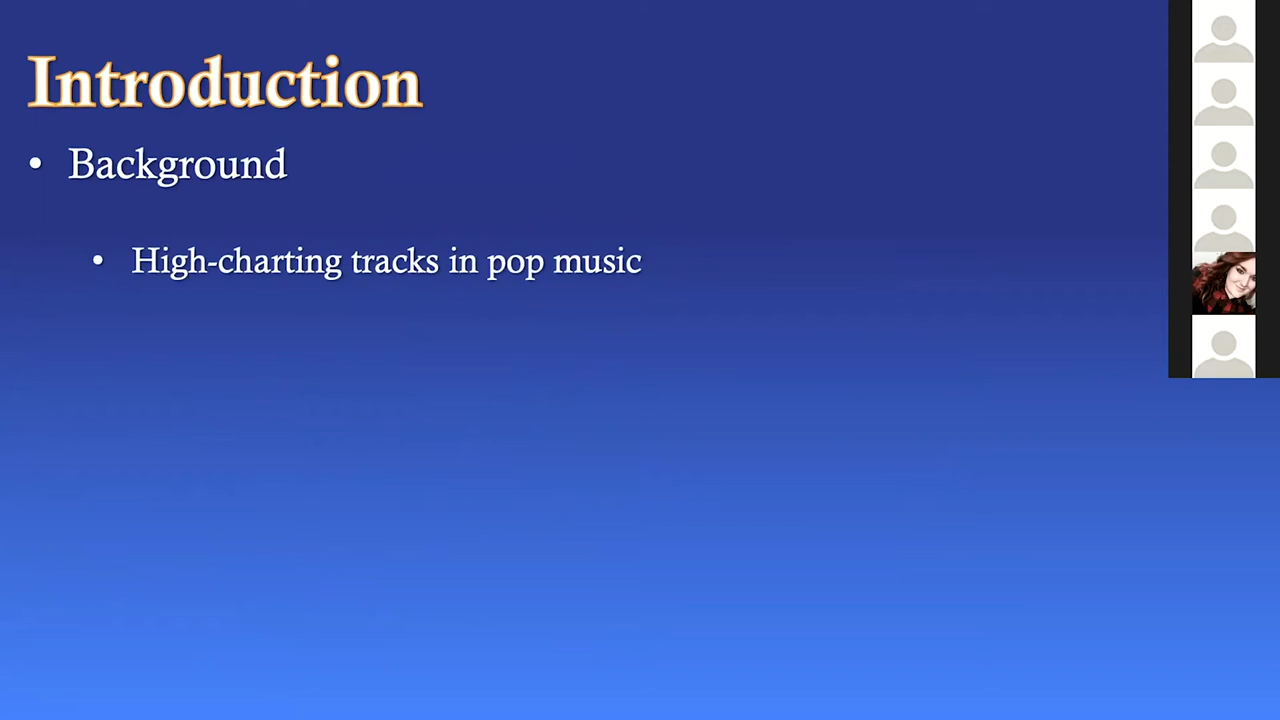 Introduction
• Background
• High-charting tracks in pop music